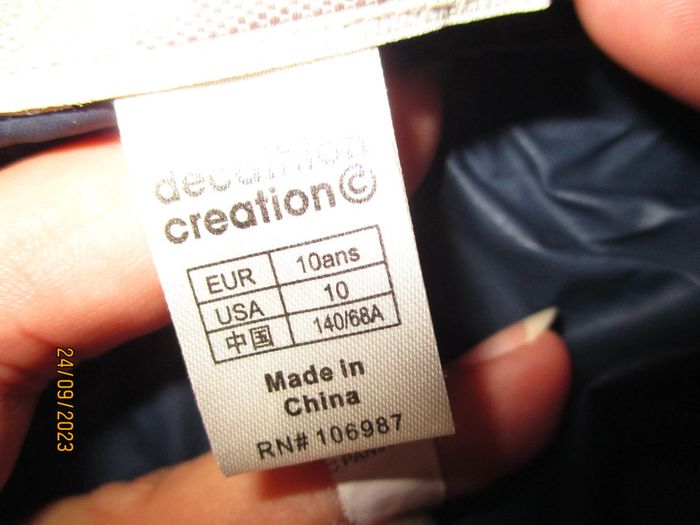 decathlon
creation©
EUR 10ans
USA 10
中国 140/68A
Made in
China
RN# 106987
24/09/2023